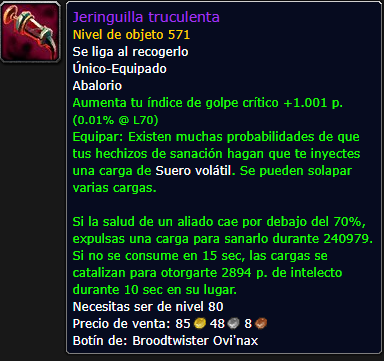 Jeringuilla truculenta
Nivel de objeto 571
Se liga al recogerlo
Único-Equipado
Abalorio
Aumenta tu índice de golpe crítico +1.001 p.
(0.01% @ L70)
Equipar: Existen muchas probabilidades de que
tus hechizos de sanación hagan que te inyectes
una carga de Suero volátil. Se pueden solapar
varias cargas.
Si la salud de un aliado cae por debajo del 70%,
expulsas una carga para sanarlo durante 240979.
Si no se consume en 15 sec, las cargas se
catalizan para otorgarte 2894 p. de intelecto
durante 10 sec en su lugar.
Necesitas ser de nivel 80
Precio de venta: 85 48 8
Botín de: Broodtwister Ovi'nax